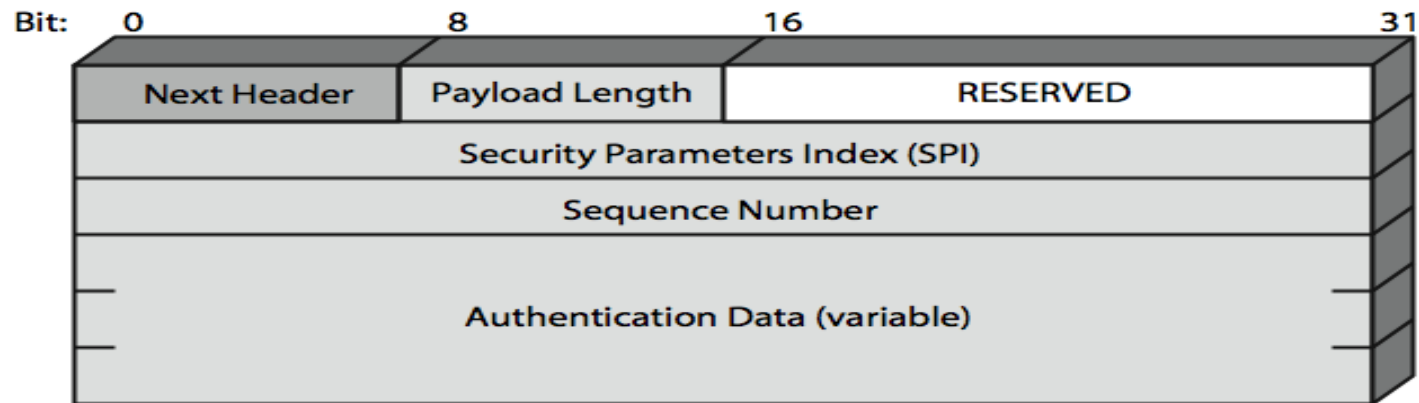 Bit: 0 8 16 31
Next Header Payload Length RESERVED
Security Parameters Index (SPI)
Sequence Number
Authentication Data (variable)